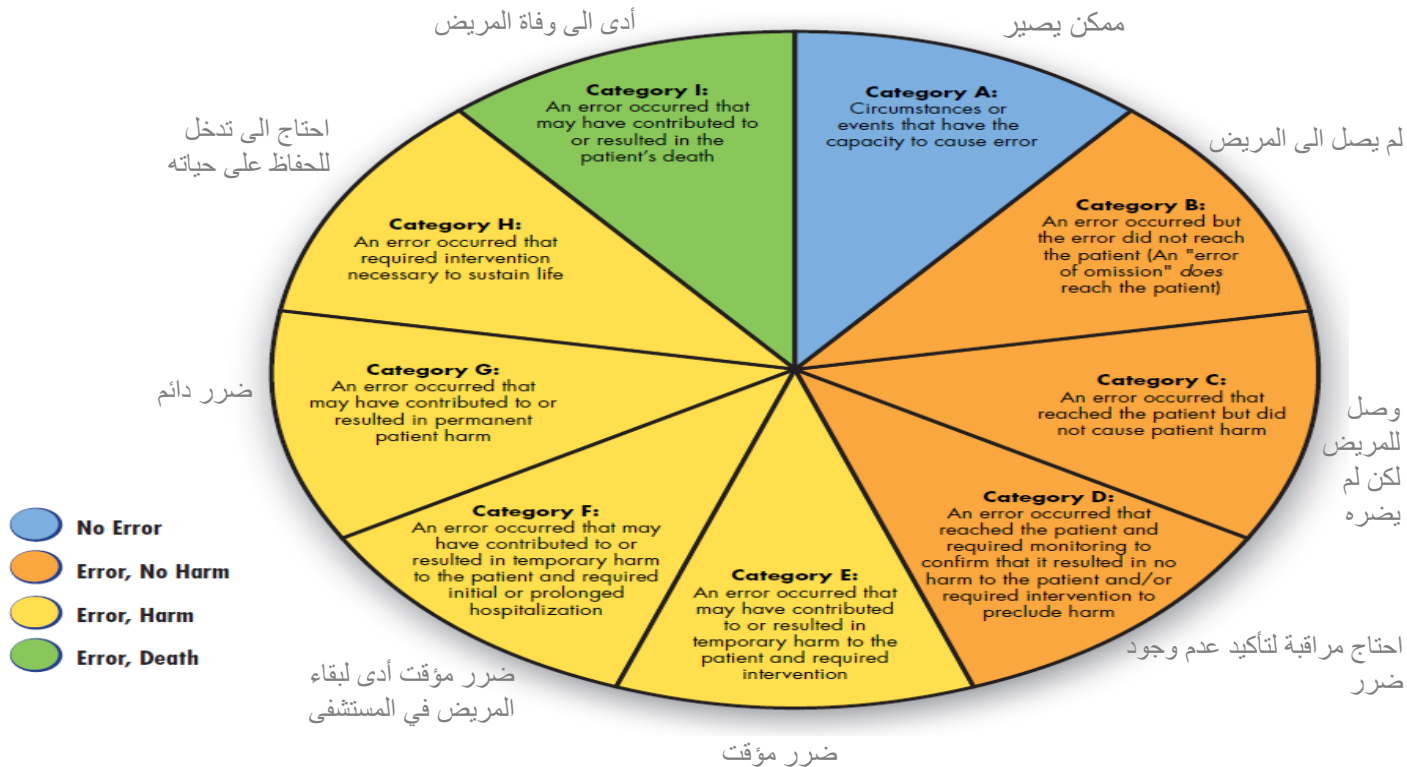 أدى الى وفاة المريض
ممكن يصير
Category I:
An error occurred that
may have contributed to
or resulted in the
patient's death
Category A:
Circumstances or
events that have the
capacity to cause error
احتاج الى تدخل
للحفاظ على حياته
لم يصل الى المريض
Category H:
An error occurred that
required intervention
necessary to sustain life
Category B:
An error occurred but
the error did not reach
the patient (An "error
of omission" does
reach the patient)
ضرر دائم
Category G:
An error occurred that
may have contributed to or
resulted in permanent
patient harm
Category C:
An error occurred that
reached the patient but did
not cause patient harm
وصل
للمريض
لكن لم
يضره
Category F:
An error occurred that may
have contributed to or
resulted in temporary harm
to the patient and required
initial or prolonged
hospitalization
Category D:
An error occurred that
reached the patient and
required monitoring to
confirm that it resulted in no
harm to the patient and/or
required intervention to
preclude harm
Category E:
An error occurred that
may have contributed
to or resulted in
temporary harm to the
patient and required
intervention
No Error
Error, No Harm
Error, Harm
Error, Death
ضرر مؤقت أدى لبقاء
المريض في المستشفى
احتاج مراقبة لتأكيد عدم وجود
ضرر
ضرر مؤقت